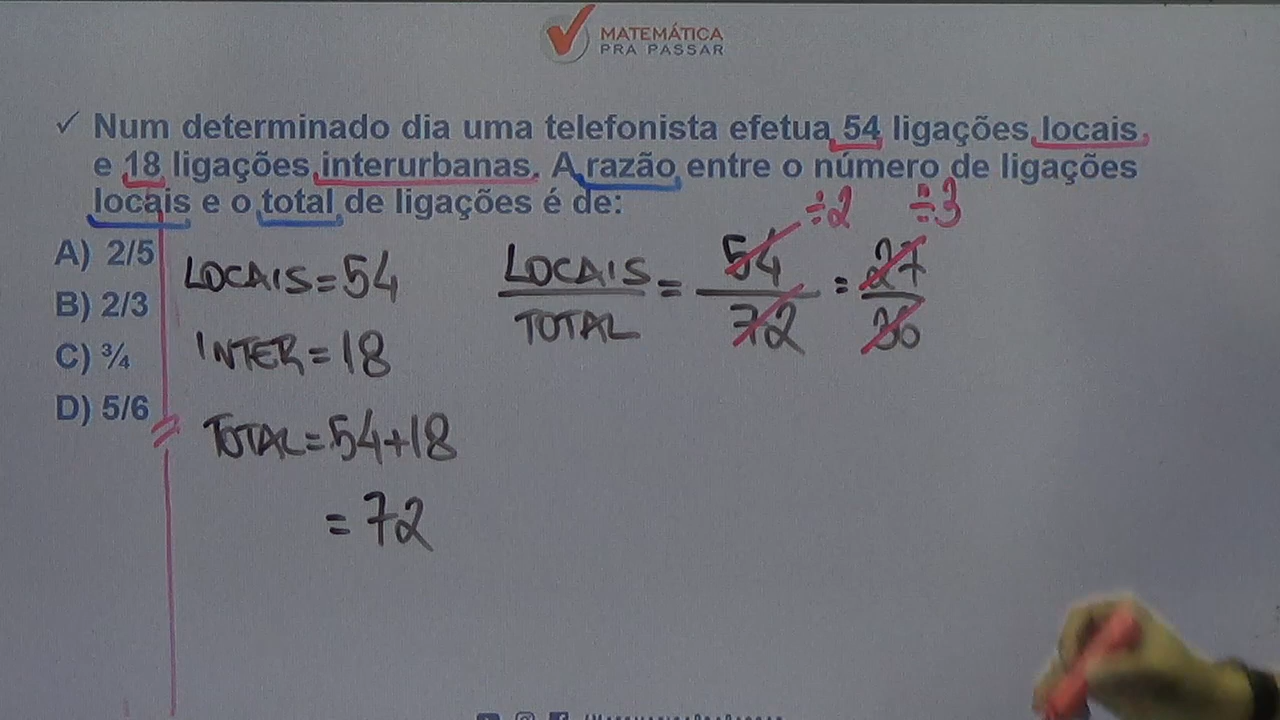 MATEMÁTICA
PRA PASSAR
✓ Num determinado dia uma telefonista efetua 54 ligações locais
e 18 ligações interurbanas. A razão entre o número de ligações
locais e o total de ligações é de:
A) 2/5
B) 2/3
C) ¾
D) 5/6
LOCAIS = 54
INTER = 18
TOTAL = 54+18
= 72
÷2 ÷3
LOCAIS = 54 = 27
TOTAL 72 36